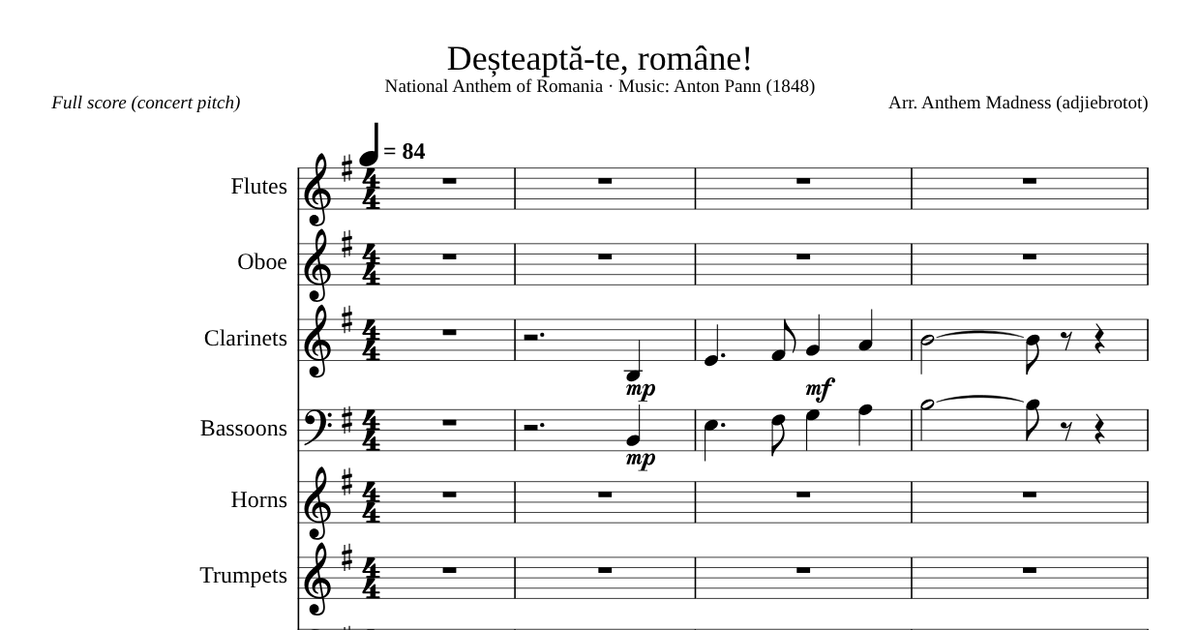 Deșteaptă-te, române!
National Anthem of Romania · Music: Anton Pann (1848)
Full score (concert pitch)
Arr. Anthem Madness (adjiebrotot)
= 84
Flutes
Oboe
Clarinets
mp
mf
Bassoons
mp
Horns
Trumpets